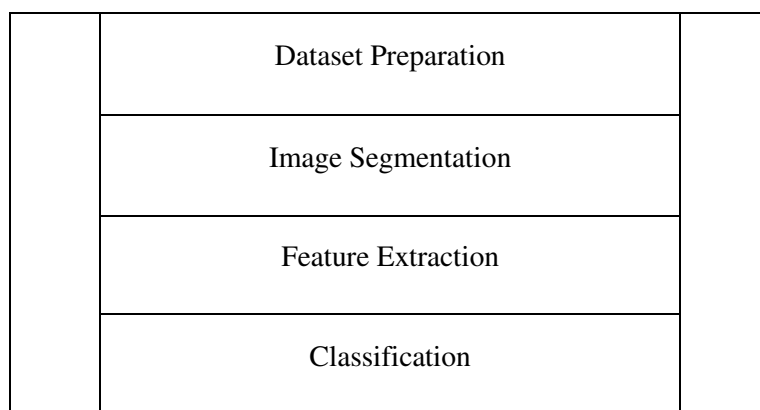 Dataset Preparation
Image Segmentation
Feature Extraction
Classification